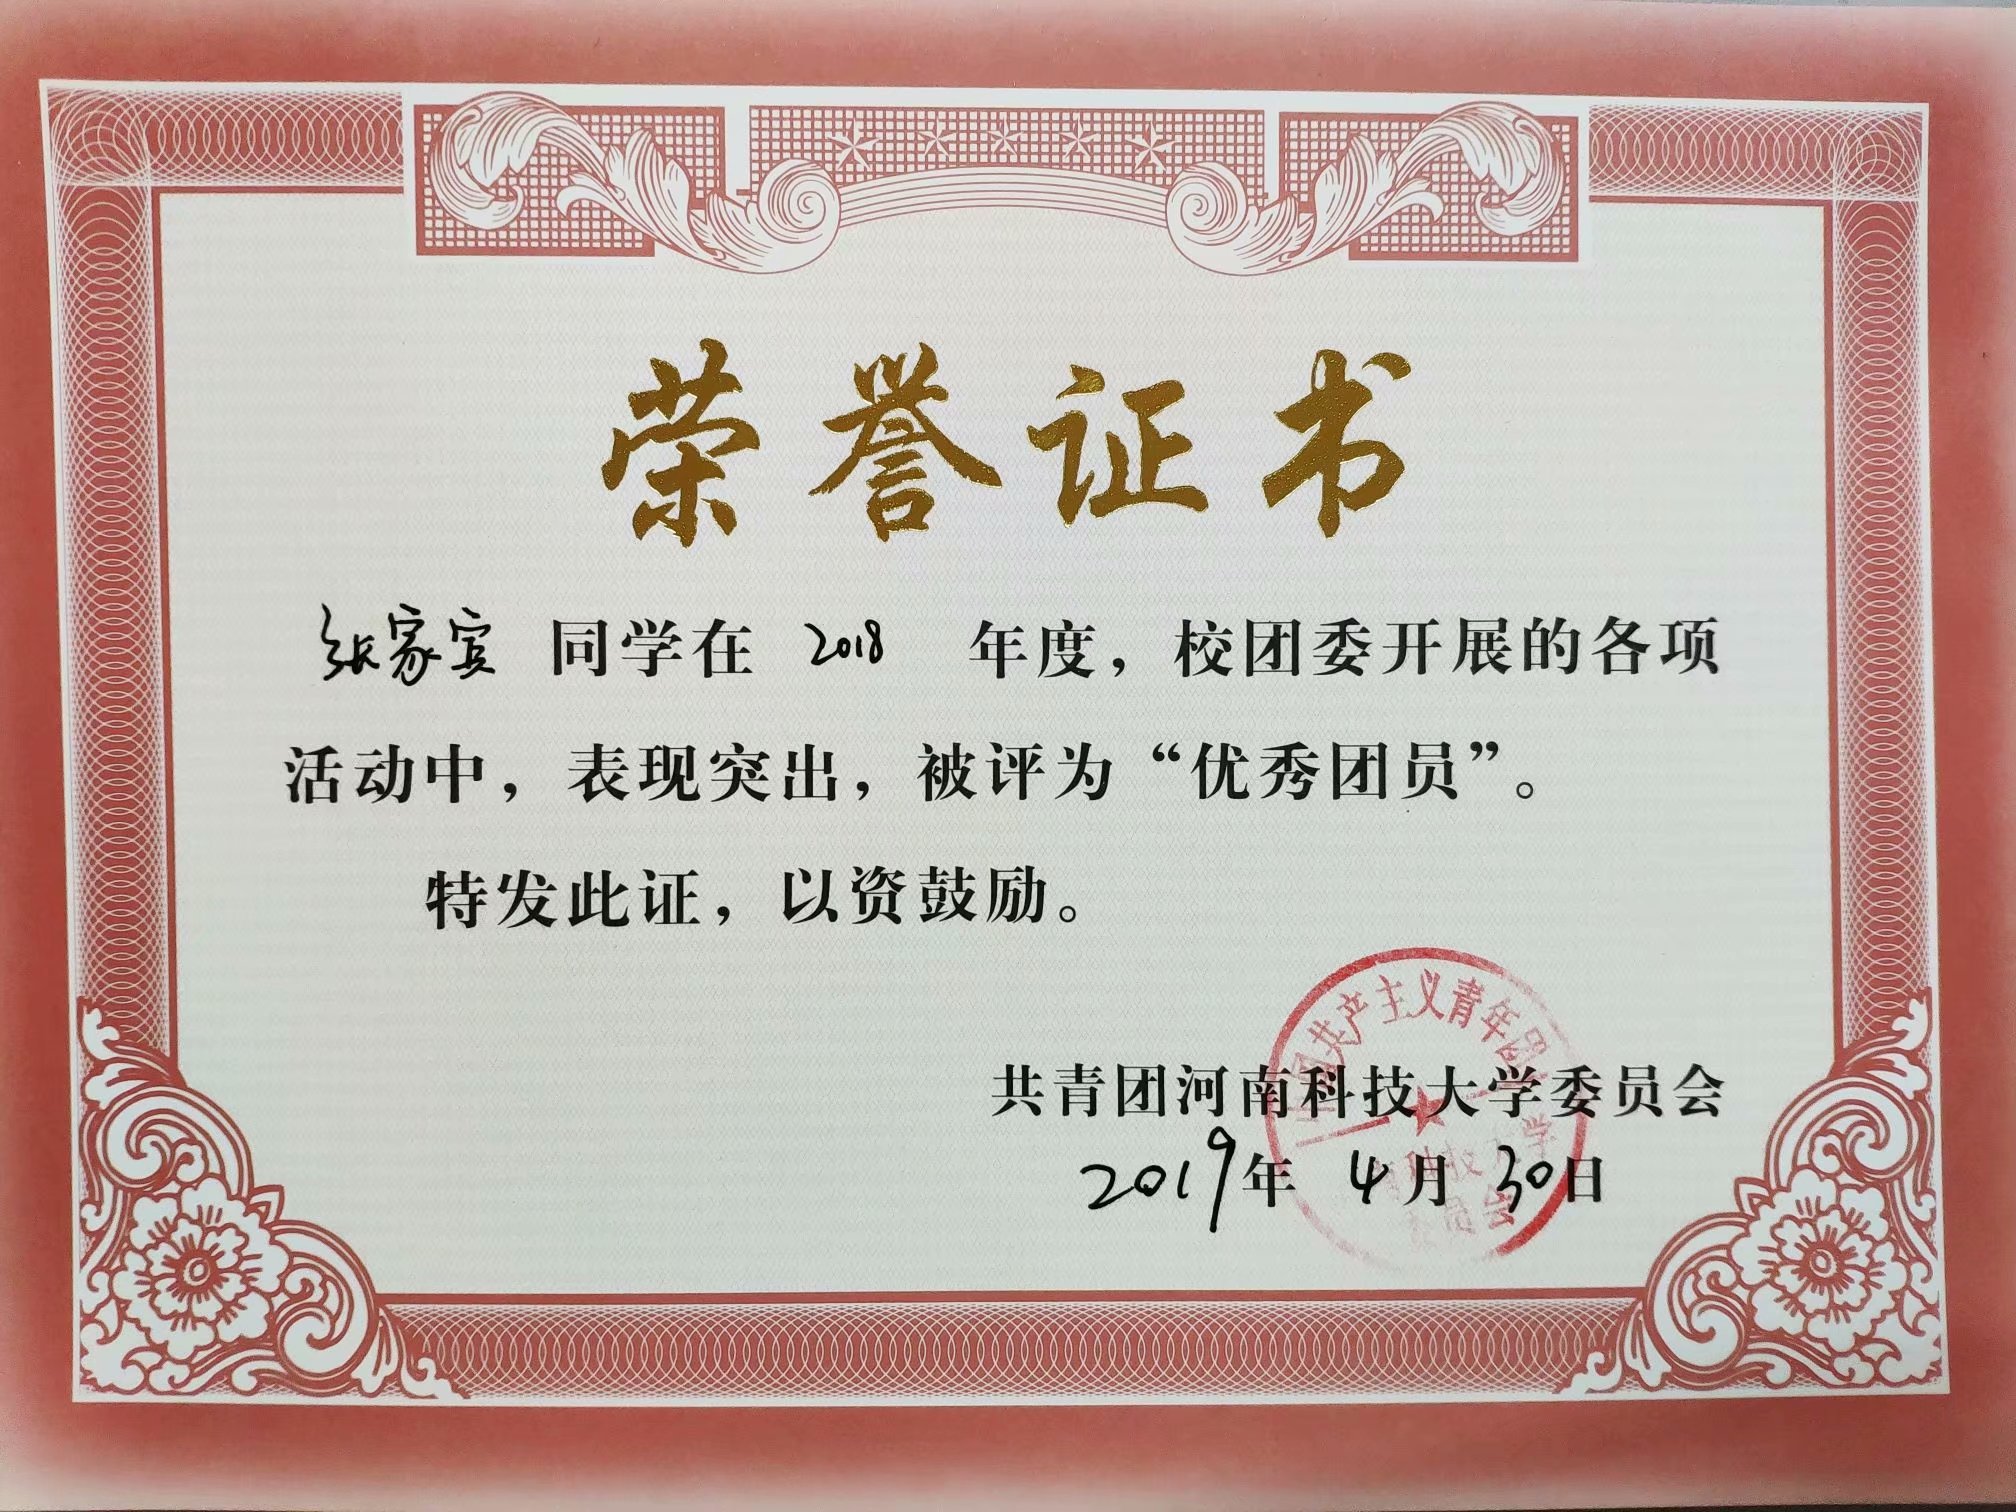 荣誉证书
张家宾 同学在 2018 年度，校团委开展的各项
活动中，表现突出，被评为“优秀团员”。
特发此证，以资鼓励。
共青团河南科技大学委员会
2019年 4月 30日
国共产主义青年团
科技大学
委员会